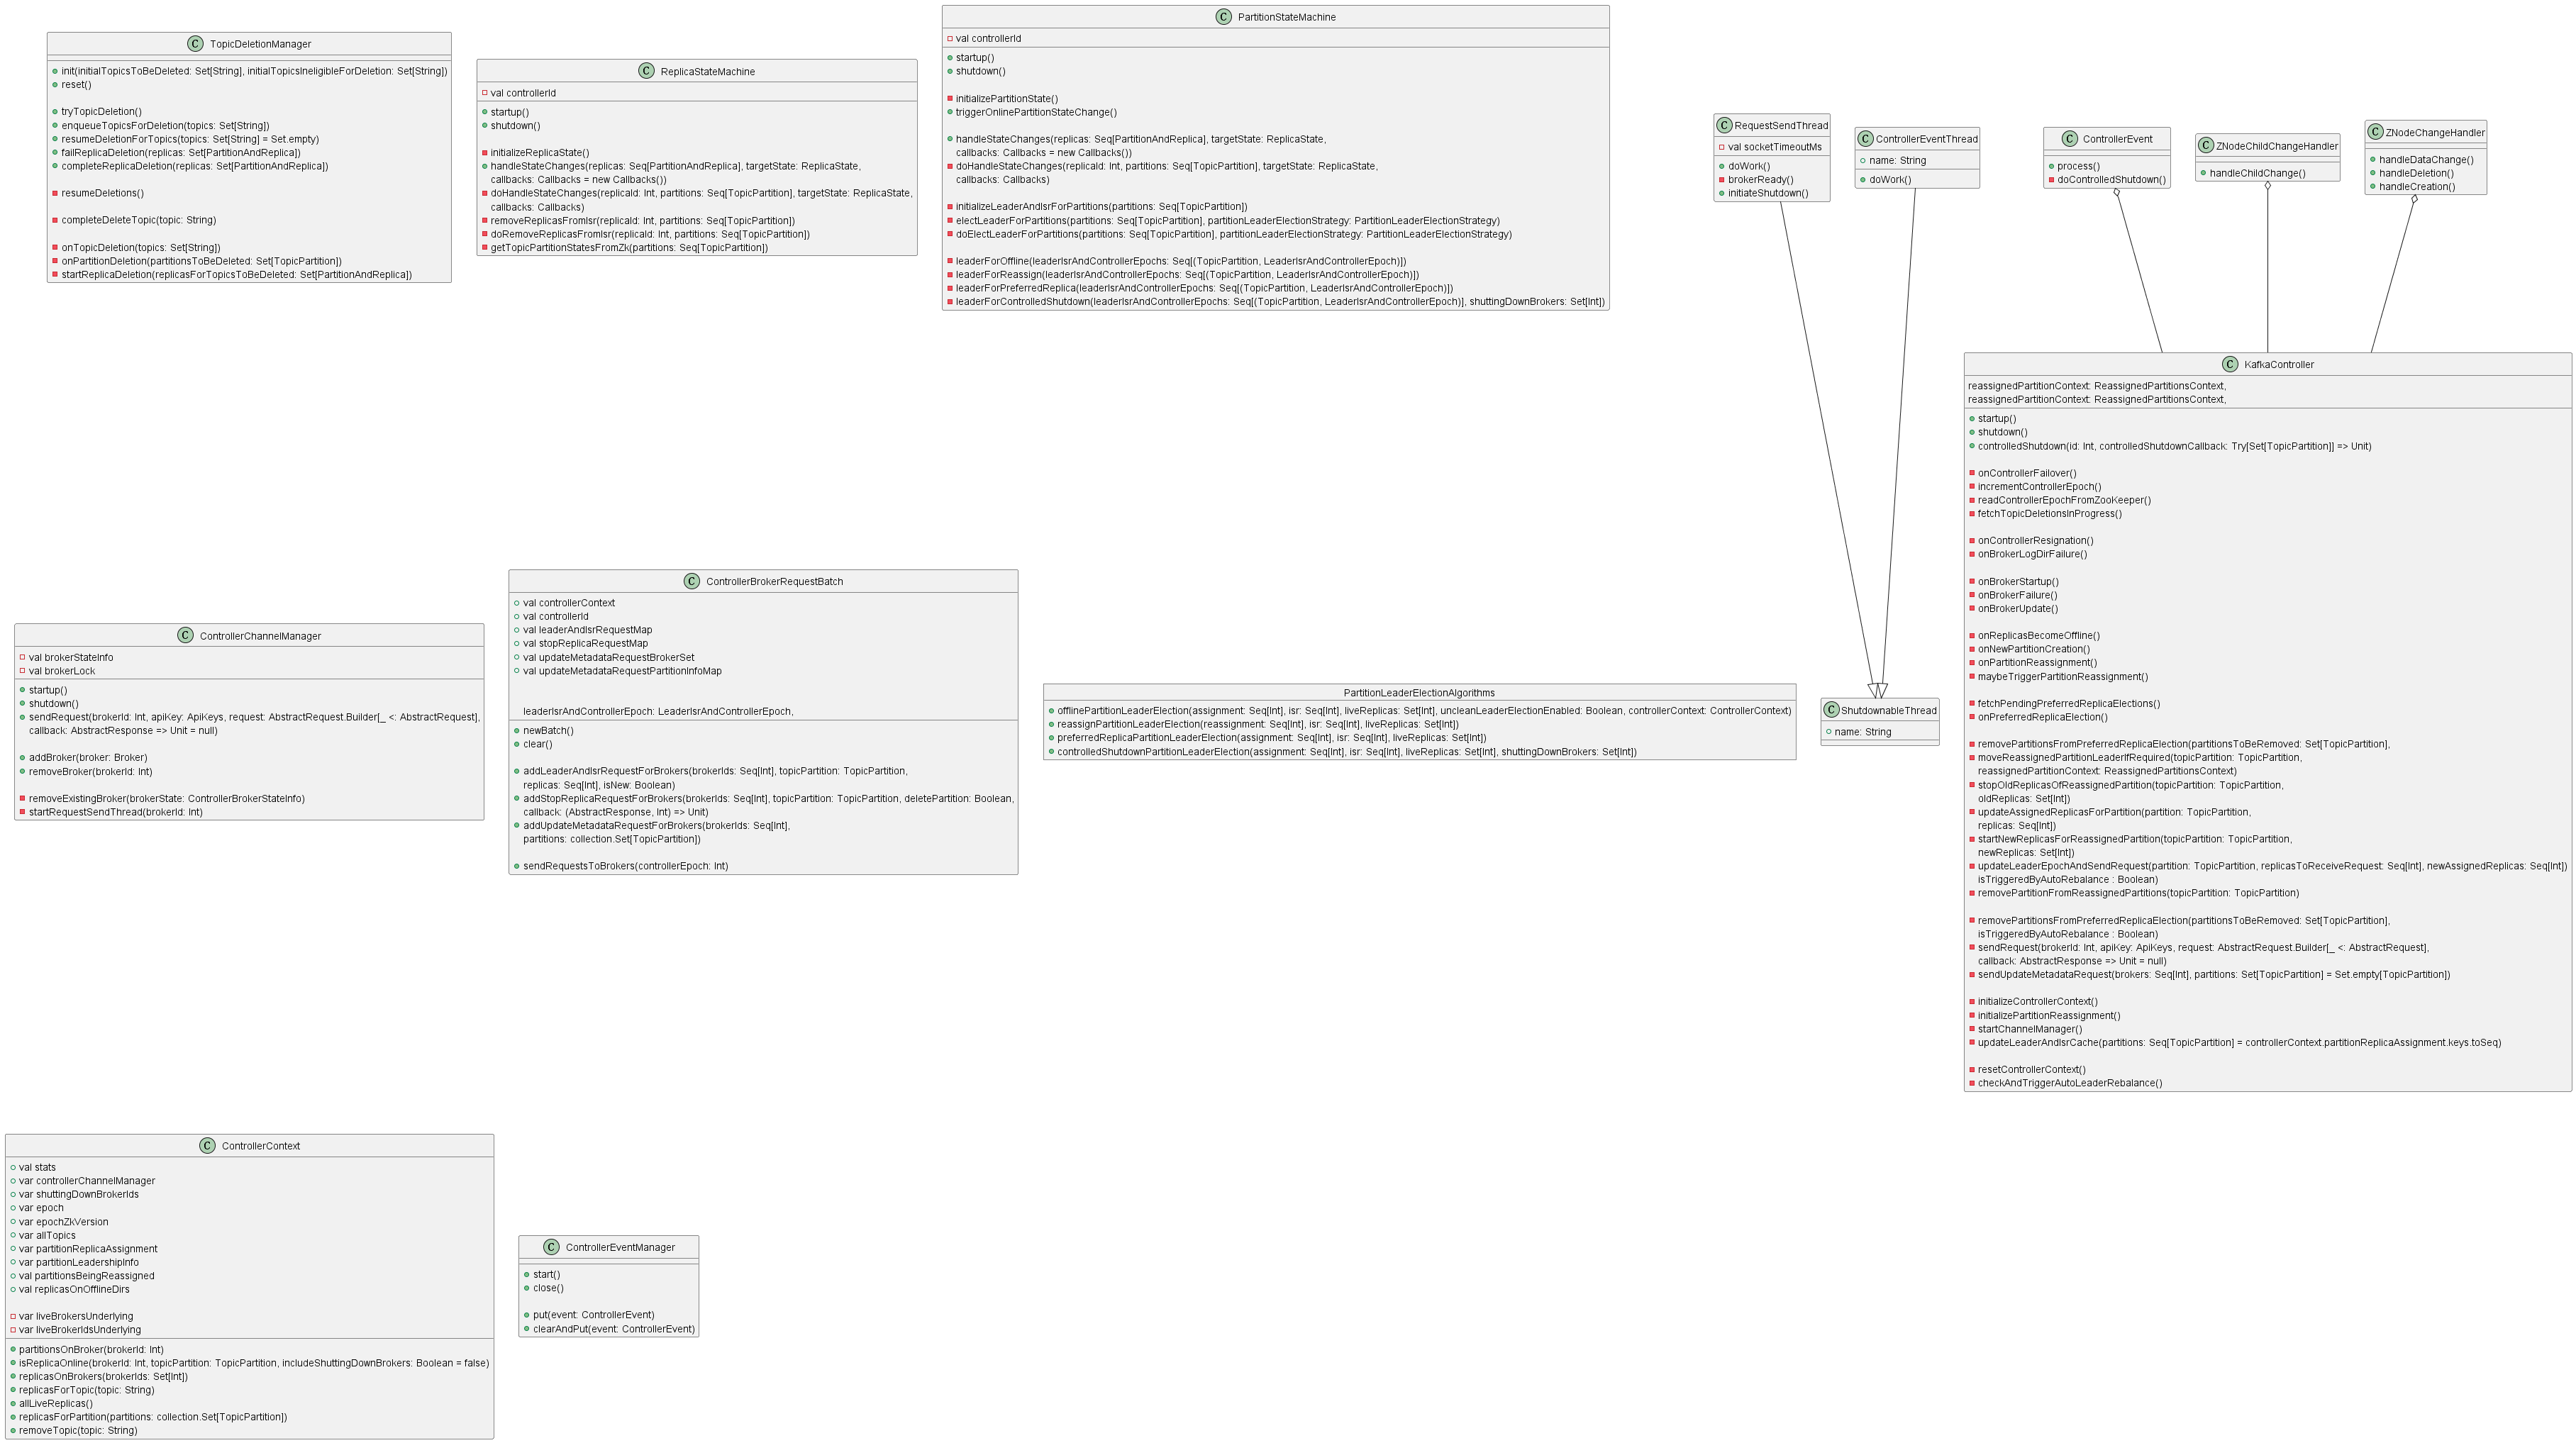 C TopicDeletionManager
init(initialTopicsToBeDeleted: Set[String], initialTopicsIneligibleForDeletion: Set[String])
reset()
tryTopicDeletion()
enqueueTopicsForDeletion(topics: Set[String])
resumeDeletionForTopics(topics: Set[String] = Set.empty)
failReplicaDeletion(replicas: Set[PartitionAndReplica])
completeReplicaDeletion(replicas: Set[PartitionAndReplica])
resumeDeletions()
completeDeleteTopic(topic: String)
onTopicDeletion(topics: Set[String])
onPartitionDeletion(partitionsToBeDeleted: Set[TopicPartition])
startReplicaDeletion(replicasForTopicsToBeDeleted: Set[PartitionAndReplica])
C ReplicaStateMachine
val controllerId
startup()
shutdown()
initializeReplicaState()
handleStateChanges(replicas: Seq[PartitionAndReplica], targetState: ReplicaState,
callbacks: Callbacks = new Callbacks())
doHandleStateChanges(replicaId: Int, partitions: Seq[TopicPartition], targetState: ReplicaState,
callbacks: Callbacks)
removeReplicasFromIsr(replicaId: Int, partitions: Seq[TopicPartition])
doRemoveReplicasFromIsr(replicaId: Int, partitions: Seq[TopicPartition])
getTopicPartitionStatesFromZk(partitions: Seq[TopicPartition])
C PartitionStateMachine
val controllerId
startup()
shutdown()
initializePartitionState()
triggerOnlinePartitionStateChange()
handleStateChanges(replicas: Seq[PartitionAndReplica], targetState: ReplicaState,
callbacks: Callbacks = new Callbacks())
doHandleStateChanges(replicaId: Int, partitions: Seq[TopicPartition], targetState: ReplicaState,
callbacks: Callbacks)
initializeLeaderAndIsrForPartitions(partitions: Seq[TopicPartition])
electLeaderForPartitions(partitions: Seq[TopicPartition], partitionLeaderElectionStrategy: PartitionLeaderElectionStrategy)
doElectLeaderForPartitions(partitions: Seq[TopicPartition], partitionLeaderElectionStrategy: PartitionLeaderElectionStrategy)
leaderForOffline(leaderIsrAndControllerEpochs: Seq[(TopicPartition, LeaderIsrAndControllerEpoch)])
leaderForReassign(leaderIsrAndControllerEpochs: Seq[(TopicPartition, LeaderIsrAndControllerEpoch)])
leaderForPreferredReplica(leaderIsrAndControllerEpochs: Seq[(TopicPartition, LeaderIsrAndControllerEpoch)])
leaderForControlledShutdown(leaderIsrAndControllerEpochs: Seq[(TopicPartition, LeaderIsrAndControllerEpoch)], shuttingDownBrokers: Set[Int])
C RequestSendThread
val socketTimeoutMs
doWork()
brokerReady()
initiateShutdown()
C ControllerEventThread
name: String
doWork()
C ControllerEvent
process()
doControlledShutdown()
C ZNodeChildChangeHandler
handleChildChange()
C ZNodeChangeHandler
handleDataChange()
handleDeletion()
handleCreation()
C KafkaController
reassignedPartitionContext: ReassignedPartitionsContext,
reassignedPartitionContext: ReassignedPartitionsContext,
startup()
shutdown()
controlledShutdown(id: Int, controlledShutdownCallback: Try[Set[TopicPartition]] => Unit)
onControllerFailover()
incrementControllerEpoch()
readControllerEpochFromZooKeeper()
fetchTopicDeletionsInProgress()
onControllerResignation()
onBrokerLogDirFailure()
onBrokerStartup()
onBrokerFailure()
onBrokerUpdate()
onReplicasBecomeOffline()
onNewPartitionCreation()
onPartitionReassignment()
maybeTriggerPartitionReassignment()
fetchPendingPreferredReplicaElections()
onPreferredReplicaElection()
removePartitionsFromPreferredReplicaElection(partitionsToBeRemoved: Set[TopicPartition],
moveReassignedPartitionLeaderIfRequired(topicPartition: TopicPartition,
reassignedPartitionContext: ReassignedPartitionsContext)
stopOldReplicasOfReassignedPartition(topicPartition: TopicPartition,
oldReplicas: Set[Int])
updateAssignedReplicasForPartition(partition: TopicPartition,
replicas: Seq[Int])
startNewReplicasForReassignedPartition(topicPartition: TopicPartition,
newReplicas: Set[Int])
updateLeaderEpochAndSendRequest(partition: TopicPartition, replicasToReceiveRequest: Seq[Int], newAssignedReplicas: Seq[Int])
isTriggeredByAutoRebalance : Boolean)
removePartitionFromReassignedPartitions(topicPartition: TopicPartition)
removePartitionsFromPreferredReplicaElection(partitionsToBeRemoved: Set[TopicPartition],
isTriggeredByAutoRebalance : Boolean)
sendRequest(brokerId: Int, apiKey: ApiKeys, request: AbstractRequest.Builder[_ <: AbstractRequest],
callback: AbstractResponse => Unit = null)
sendUpdateMetadataRequest(brokers: Seq[Int], partitions: Set[TopicPartition] = Set.empty[TopicPartition])
initializeControllerContext()
initializePartitionReassignment()
startChannelManager()
updateLeaderAndIsrCache(partitions: Seq[TopicPartition] = controllerContext.partitionReplicaAssignment.keys.toSeq)
resetControllerContext()
checkAndTriggerAutoLeaderRebalance()
C ControllerChannelManager
val brokerStateInfo
val brokerLock
startup()
shutdown()
sendRequest(brokerId: Int, apiKey: ApiKeys, request: AbstractRequest.Builder[_ <: AbstractRequest],
callback: AbstractResponse => Unit = null)
addBroker(broker: Broker)
removeBroker(brokerId: Int)
removeExistingBroker(brokerState: ControllerBrokerStateInfo)
startRequestSendThread(brokerId: Int)
C ControllerBrokerRequestBatch
val controllerContext
val controllerId
val leaderAndIsrRequestMap
val stopReplicaRequestMap
val updateMetadataRequestBrokerSet
val updateMetadataRequestPartitionInfoMap
leaderIsrAndControllerEpoch: LeaderIsrAndControllerEpoch,
newBatch()
clear()
addLeaderAndIsrRequestForBrokers(brokerIds: Seq[Int], topicPartition: TopicPartition,
replicas: Seq[Int], isNew: Boolean)
addStopReplicaRequestForBrokers(brokerIds: Seq[Int], topicPartition: TopicPartition, deletePartition: Boolean,
callback: (AbstractResponse, Int) => Unit)
addUpdateMetadataRequestForBrokers(brokerIds: Seq[Int],
partitions: collection.Set[TopicPartition])
sendRequestsToBrokers(controllerEpoch: Int)
PartitionLeaderElectionAlgorithms
offlinePartitionLeaderElection(assignment: Seq[Int], isr: Seq[Int], liveReplicas: Set[Int], uncleanLeaderElectionEnabled: Boolean, controllerContext: ControllerContext)
reassignPartitionLeaderElection(reassignment: Seq[Int], isr: Seq[Int], liveReplicas: Set[Int])
preferredReplicaPartitionLeaderElection(assignment: Seq[Int], isr: Seq[Int], liveReplicas: Set[Int])
controlledShutdownPartitionLeaderElection(assignment: Seq[Int], isr: Seq[Int], liveReplicas: Set[Int], shuttingDownBrokers: Set[Int])
C ShutdownableThread
name: String
C ControllerContext
val stats
var controllerChannelManager
var shuttingDownBrokerIds
var epoch
var epochZkVersion
var allTopics
var partitionReplicaAssignment
var partitionLeadershipInfo
val partitionsBeingReassigned
val replicasOnOfflineDirs
var liveBrokersUnderlying
var liveBrokerIdsUnderlying
partitionsOnBroker(brokerId: Int)
isReplicaOnline(brokerId: Int, topicPartition: TopicPartition, includeShuttingDownBrokers: Boolean = false)
replicasOnBrokers(brokerIds: Set[Int])
replicasForTopic(topic: String)
allLiveReplicas()
replicasForPartition(partitions: collection.Set[TopicPartition])
removeTopic(topic: String)
C ControllerEventManager
start()
close()
put(event: ControllerEvent)
clearAndPut(event: ControllerEvent)